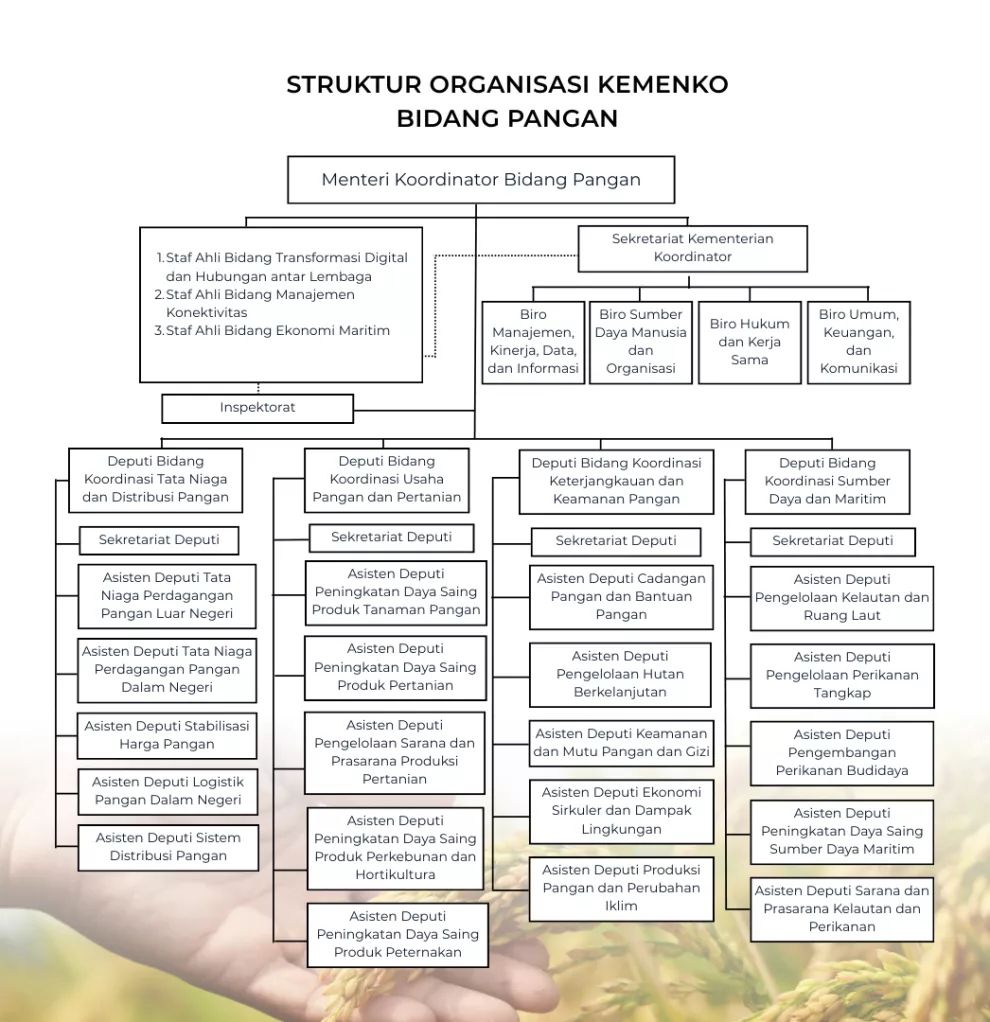 STRUKTUR ORGANISASI KEMENKO
BIDANG PANGAN
Menteri Koordinator Bidang Pangan
1. Staf Ahli Bidang Transformasi Digital
dan Hubungan antar Lembaga
2. Staf Ahli Bidang Manajemen
Konektivitas
3. Staf Ahli Bidang Ekonomi Maritim
Sekretariat Kementerian
Koordinator
Biro
Manajemen,
Kinerja, Data,
dan Informasi
Biro Sumber
Daya Manusia
dan
Organisasi
Biro Hukum
dan Kerja
Sama
Biro Umum,
Keuangan,
dan
Komunikasi
Inspektorat
Deputi Bidang
Koordinasi Tata Niaga
dan Distribusi Pangan
Sekretariat Deputi
Asisten Deputi Tata
Niaga Perdagangan
Pangan Luar Negeri
Asisten Deputi Tata Niaga
Perdagangan Pangan
Dalam Negeri
Asisten Deputi Stabilisasi
Harga Pangan
Asisten Deputi Logistik
Pangan Dalam Negeri
Asisten Deputi Sistem
Distribusi Pangan
Deputi Bidang
Koordinasi Usaha
Pangan dan Pertanian
Sekretariat Deputi
Asisten Deputi
Peningkatan Daya Saing
Produk Tanaman Pangan
Asisten Deputi
Peningkatan Daya Saing
Produk Pertanian
Asisten Deputi
Pengelolaan Sarana dan
Prasarana Produksi
Pertanian
Asisten Deputi
Peningkatan Daya Saing
Produk Perkebunan dan
Hortikultura
Asisten Deputi
Peningkatan Daya Saing
Produk Peternakan
Deputi Bidang Koordinasi
Keterjangkauan dan
Keamanan Pangan
Sekretariat Deputi
Asisten Deputi Cadangan
Pangan dan Bantuan
Pangan
Asisten Deputi
Pengelolaan Hutan
Berkelanjutan
Asisten Deputi Keamanan
dan Mutu Pangan dan Gizi
Asisten Deputi Ekonomi
Sirkuler dan Dampak
Lingkungan
Asisten Deputi Produksi
Pangan dan Perubahan
Iklim
Deputi Bidang
Koordinasi Sumber
Daya dan Maritim
Sekretariat Deputi
Asisten Deputi
Pengelolaan Kelautan dan
Ruang Laut
Asisten Deputi
Pengelolaan Perikanan
Tangkap
Asisten Deputi
Pengembangan
Perikanan Budidaya
Asisten Deputi
Peningkatan Daya Saing
Sumber Daya Maritim
Asisten Deputi Sarana dan
Prasarana Kelautan dan
Perikanan